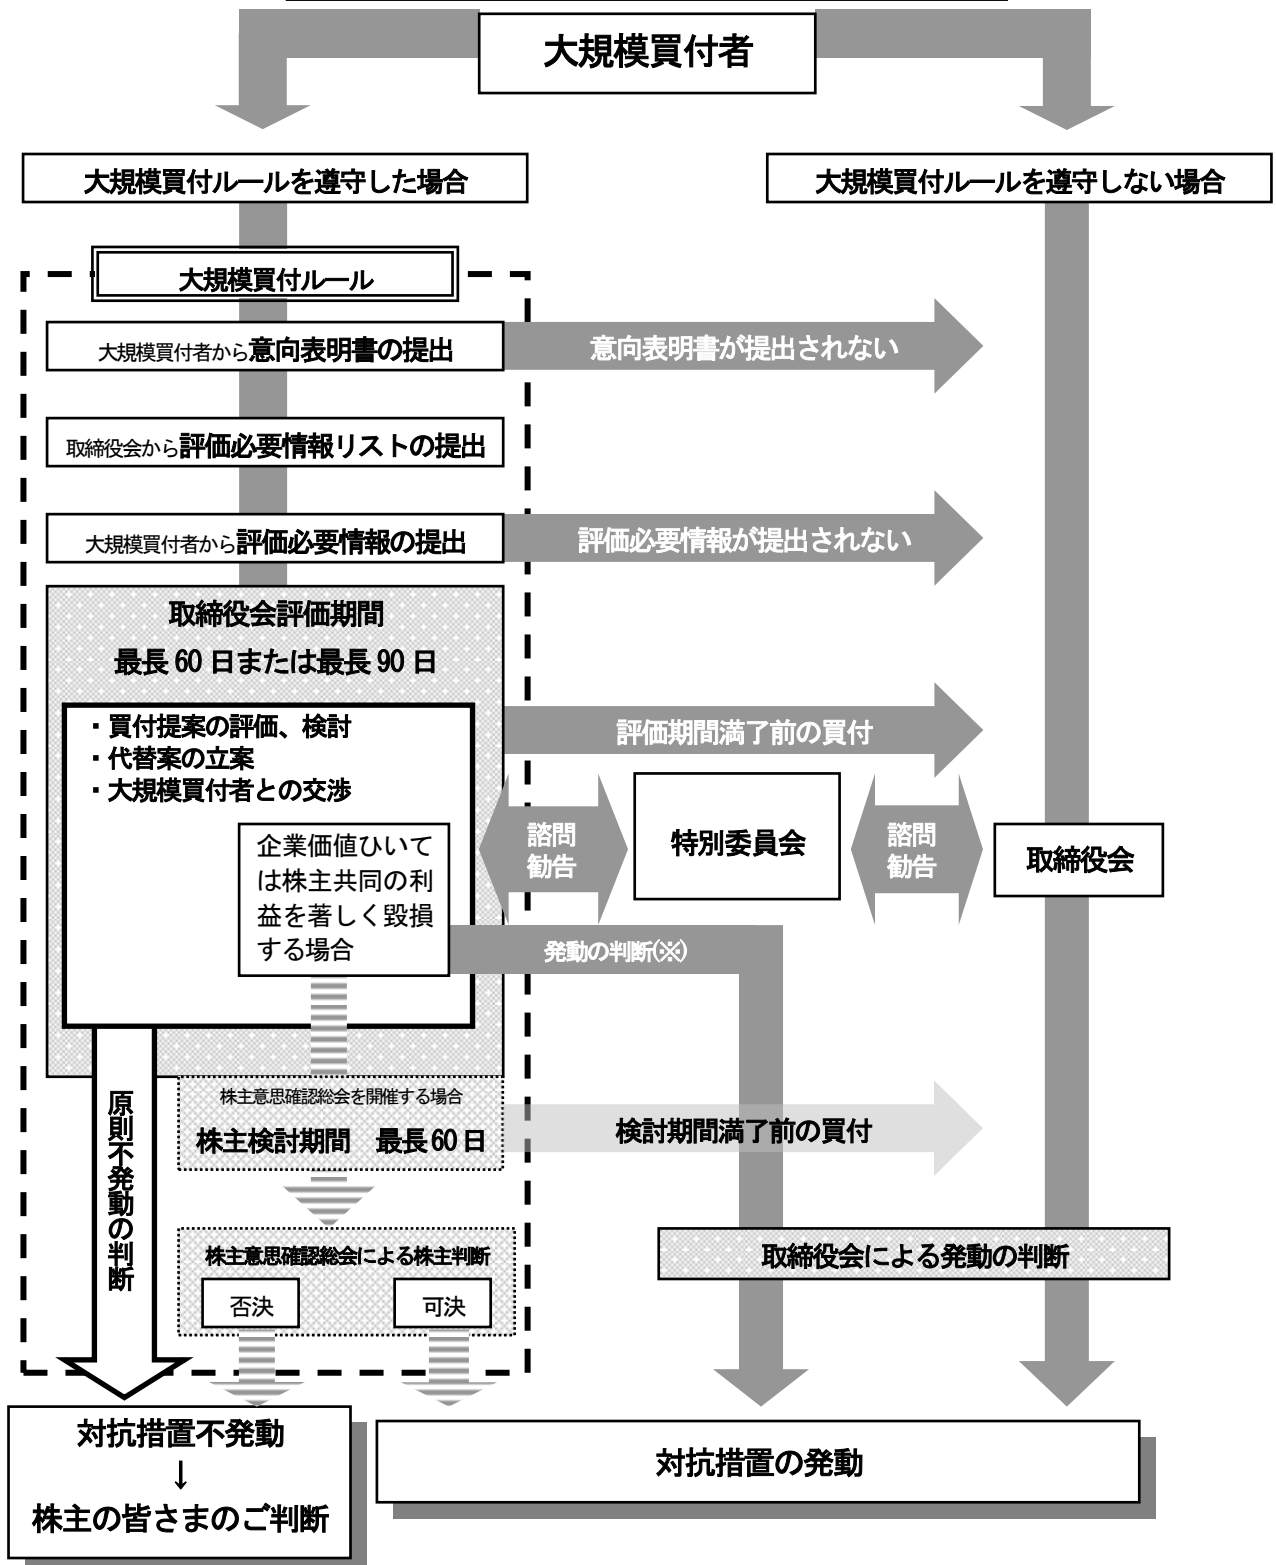 大規模買付者
大規模買付ルールを遵守した場合
大規模買付ルールを遵守しない場合
大規模買付ルール
大規模買付者から意向表明書の提出
意向表明書が提出されない
取締役会から評価必要情報リストの提出
大規模買付者から評価必要情報の提出
評価必要情報が提出されない
取締役会評価期間
最長60日または最長90日
・買付提案の評価、検討
・代替案の立案
・大規模買付者との交渉
評価期間満了前の買付
企業価値ひいて
は株主共同の利
益を著しく毀損
する場合
諮問
勧告
特別委員会
諮問
勧告
取締役会
発動の判断(※)
原則不発動の判断
株主意思確認総会を開催する場合
株主検討期間　最長60日
検討期間満了前の買付
株主意思確認総会による株主判断
否決
可決
取締役会による発動の判断
対抗措置不発動
↓
株主の皆さまのご判断
対抗措置の発動